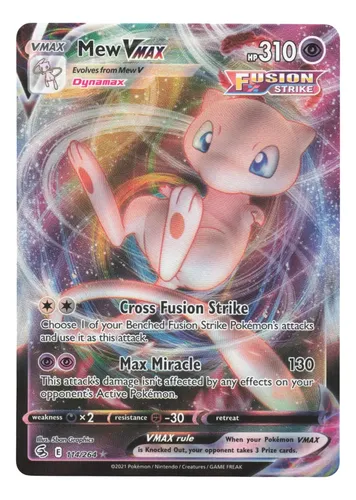 VMAX
Mew VMAX
HP 310
Evolves from Mew V
Dynamax
FUSION
STRIKE
Cross Fusion Strike
Choose 1 of your Benched Fusion Strike Pokémon's attacks
and use it as this attack.
Max Miracle 130
This attack's damage isn't affected by any effects on your
opponent's Active Pokémon.
weakness ×2 resistance -30 retreat
Illus. 5ban Graphics
E 114/264
VMAX rule
When your Pokémon VMAX
is Knocked Out, your opponent takes 3 Prize cards.
©2021 Pokémon / Nintendo / Creatures / GAME FREAK